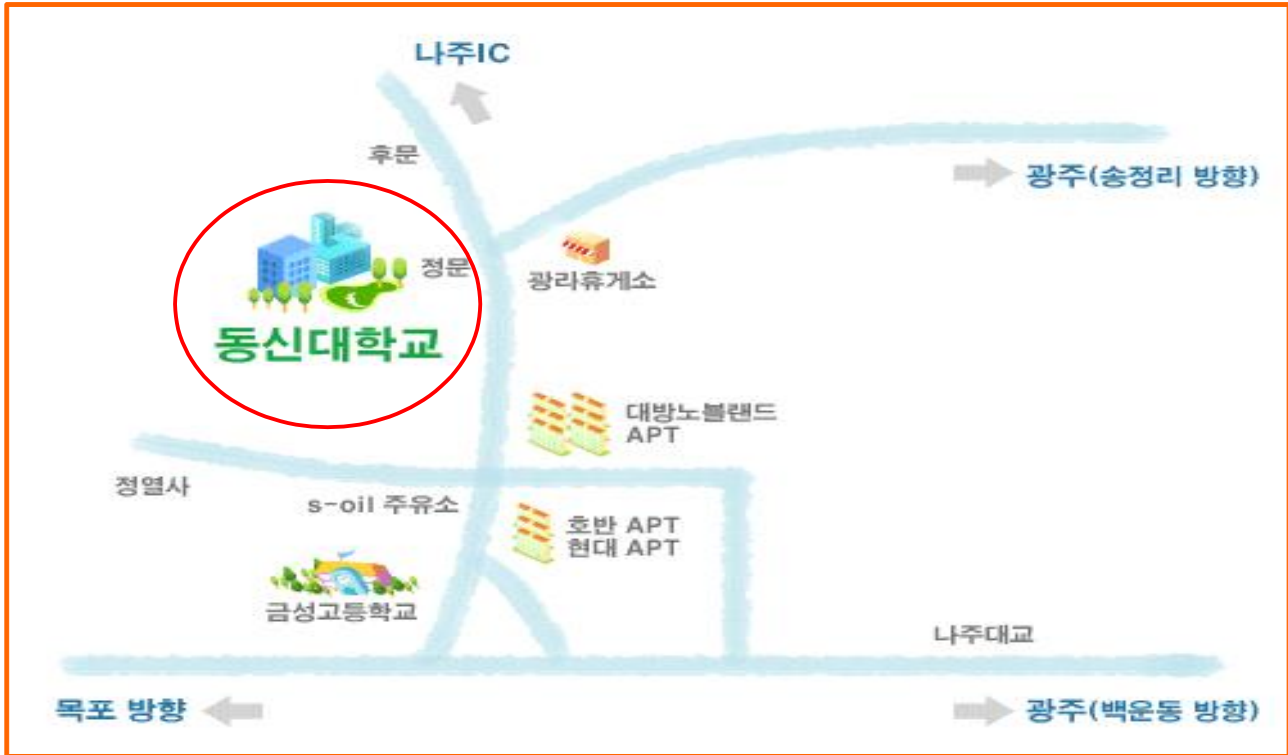 나주IC
후문
광주(송정리 방향)
정문
광라휴게소
동신대학교
대방노블랜드
APT
정열사
s-oil 주유소
호반 APT
현대 APT
금성고등학교
나주대교
목포 방향
광주(백운동 방향)